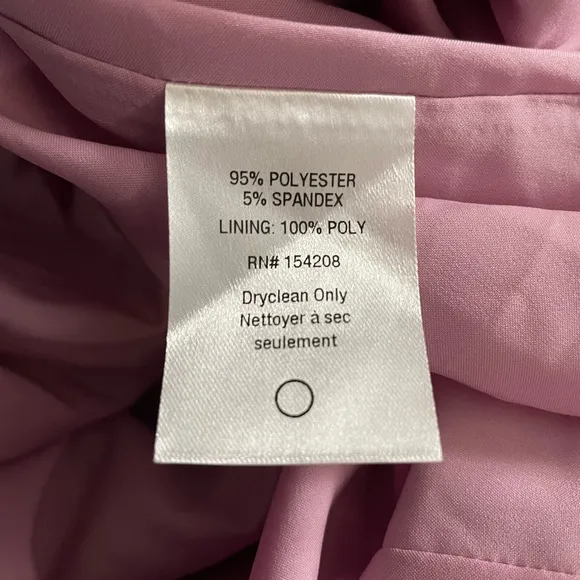 95% POLYESTER
5% SPANDEX
LINING: 100% POLY
RN# 154208
Dryclean Only
Nettoyer à sec
seulement